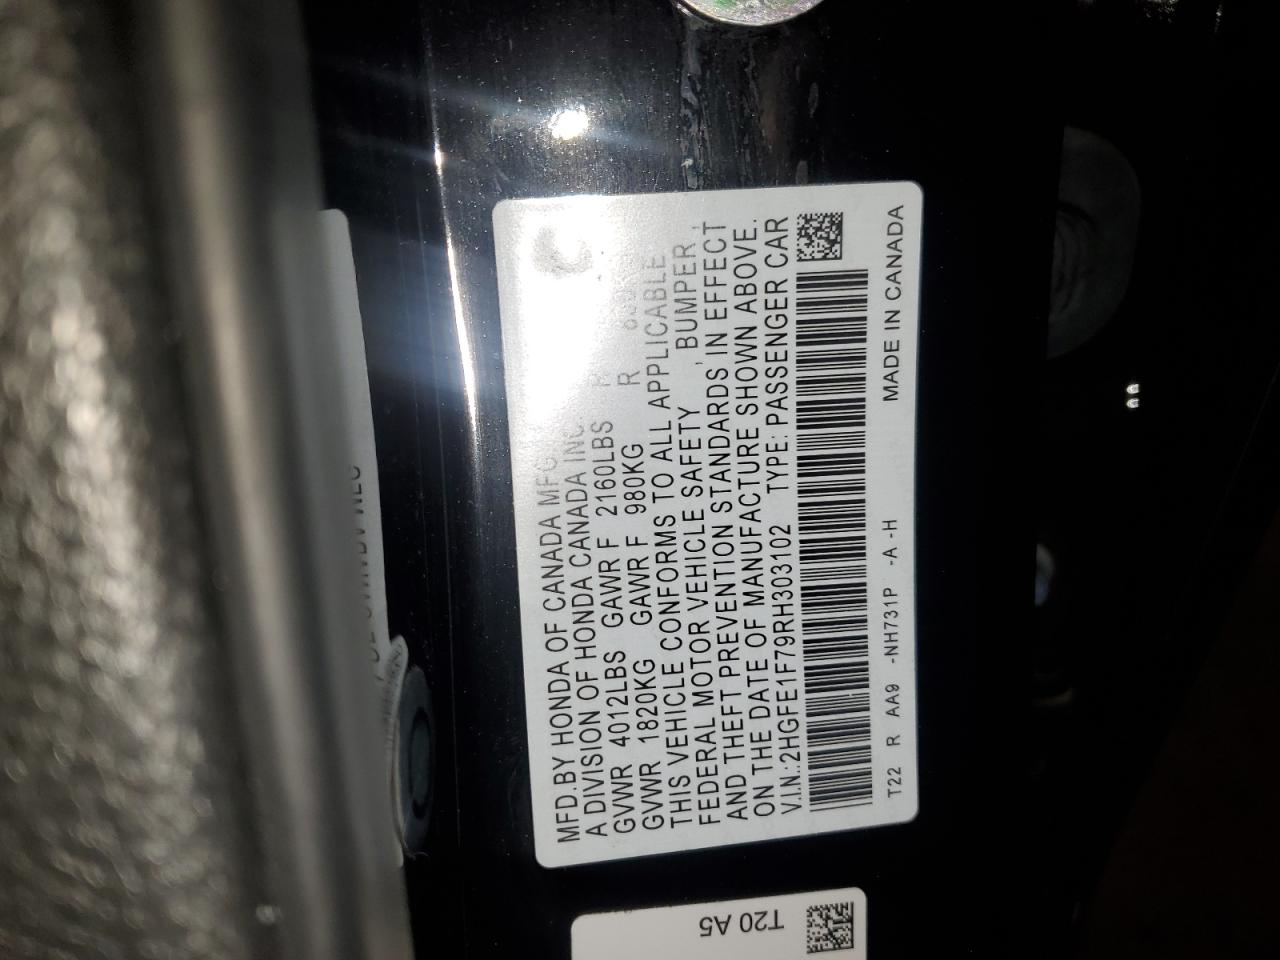 MFD.BY HONDA OF CANADA MFG.
A DIVISION OF HONDA CANADA INC.
GVWR 4012LBS GAWR F 2160LBS R
GVWR 1820KG GAWR F 980KG R
THIS VEHICLE CONFORMS TO ALL APPLICABLE
FEDERAL MOTOR VEHICLE SAFETY , BUMPER ,
AND THEFT PREVENTION STANDARDS IN EFFECT
ON THE DATE OF MANUFACTURE SHOWN ABOVE.
V.I.N.:2HGFE1F79RH303102 TYPE: PASSENGER CAR
T22 R AA9 -NH731P -A -H MADE IN CANADA
T20 A5